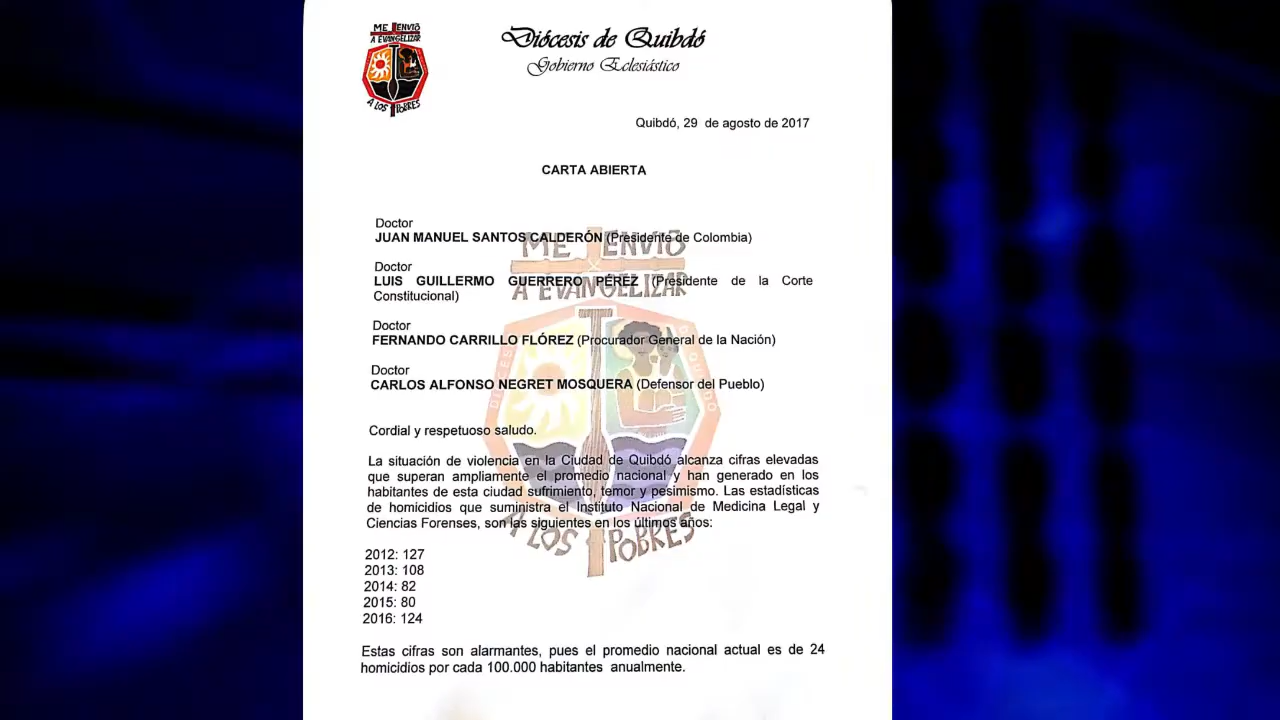 ME ENVIÓ
A EVANGELIZAR
A LOS POBRES
Diócesis de Quibdó
Gobierno Eclesiástico
Quibdó, 29 de agosto de 2017
CARTA ABIERTA
Doctor
JUAN MANUEL SANTOS CALDERÓN (Presidente de Colombia)
Doctor
LUIS GUILLERMO GUERRERO PÉREZ (Presidente de la Corte
Constitucional)
Doctor
FERNANDO CARRILLO FLÓREZ (Procurador General de la Nación)
Doctor
CARLOS ALFONSO NEGRET MOSQUERA (Defensor del Pueblo)
ME ENVIÓ
A EVANGELIZAR
DIÓCESIS
QUIBDÓ
A LOS POBRES
Cordial y respetuoso saludo.
La situación de violencia en la Ciudad de Quibdó alcanza cifras elevadas
que superan ampliamente el promedio nacional y han generado en los
habitantes de esta ciudad sufrimiento, temor y pesimismo. Las estadísticas
de homicidios que suministra el Instituto Nacional de Medicina Legal y
Ciencias Forenses, son las siguientes en los últimos años:
2012: 127
2013: 108
2014: 82
2015: 80
2016: 124
Estas cifras son alarmantes, pues el promedio nacional actual es de 24
homicidios por cada 100.000 habitantes anualmente.